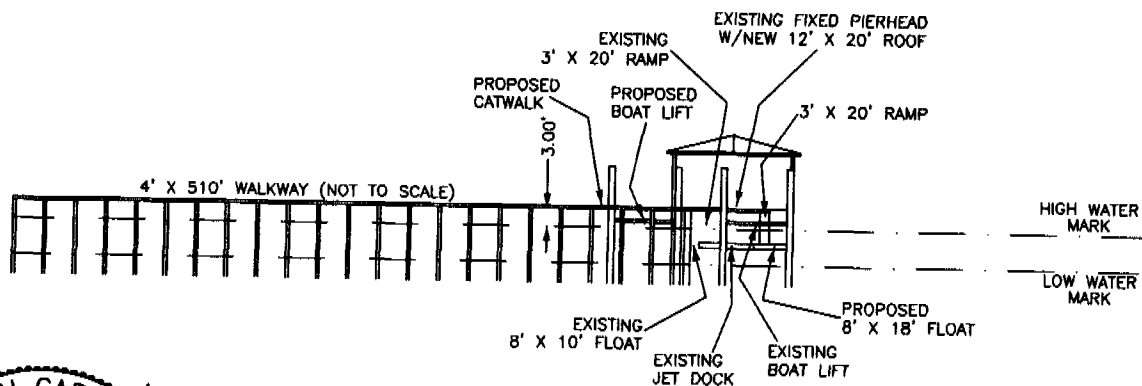 EXISTING FIXED PIERHEAD
W/NEW 12' X 20' ROOF
EXISTING
3' X 20' RAMP
PROPOSED
CATWALK
PROPOSED
BOAT LIFT
3' X 20' RAMP
3.00'
4' X 510' WALKWAY (NOT TO SCALE)
HIGH WATER
MARK
LOW WATER
MARK
EXISTING
8' X 10' FLOAT
EXISTING
JET DOCK
EXISTING
BOAT LIFT
PROPOSED
8' X 18' FLOAT